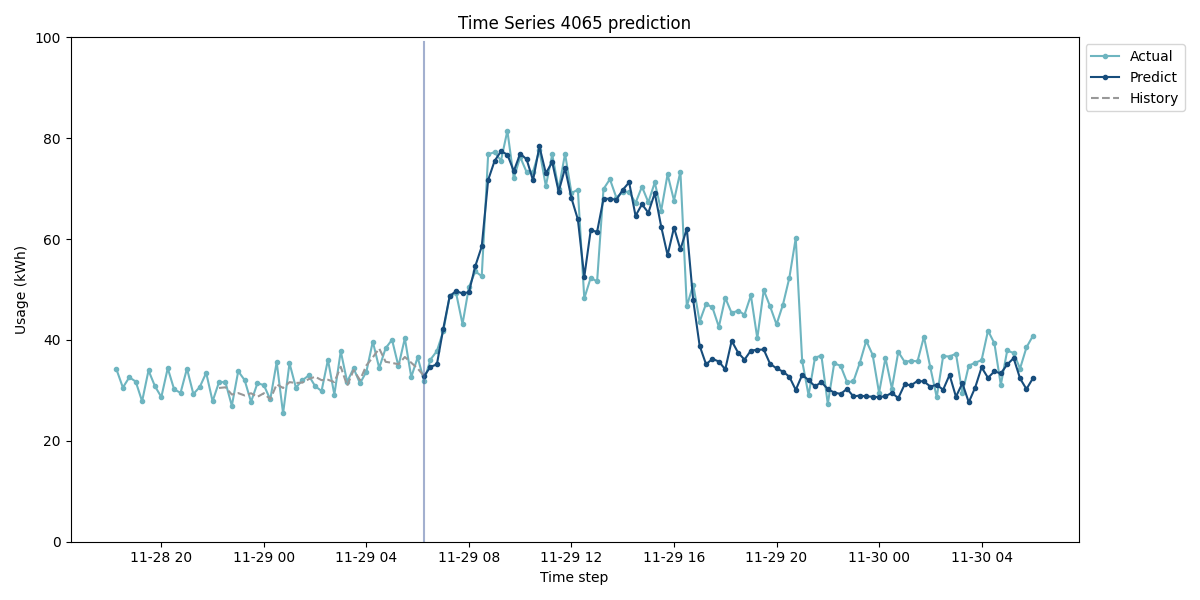 Time Series 4065 prediction
100
80
60
40
20
0
Usage (kWh)
11-28 20
11-29 00
11-29 04
11-29 08
11-29 12
11-29 16
11-29 20
11-30 00
11-30 04
Time step
Actual
Predict
History